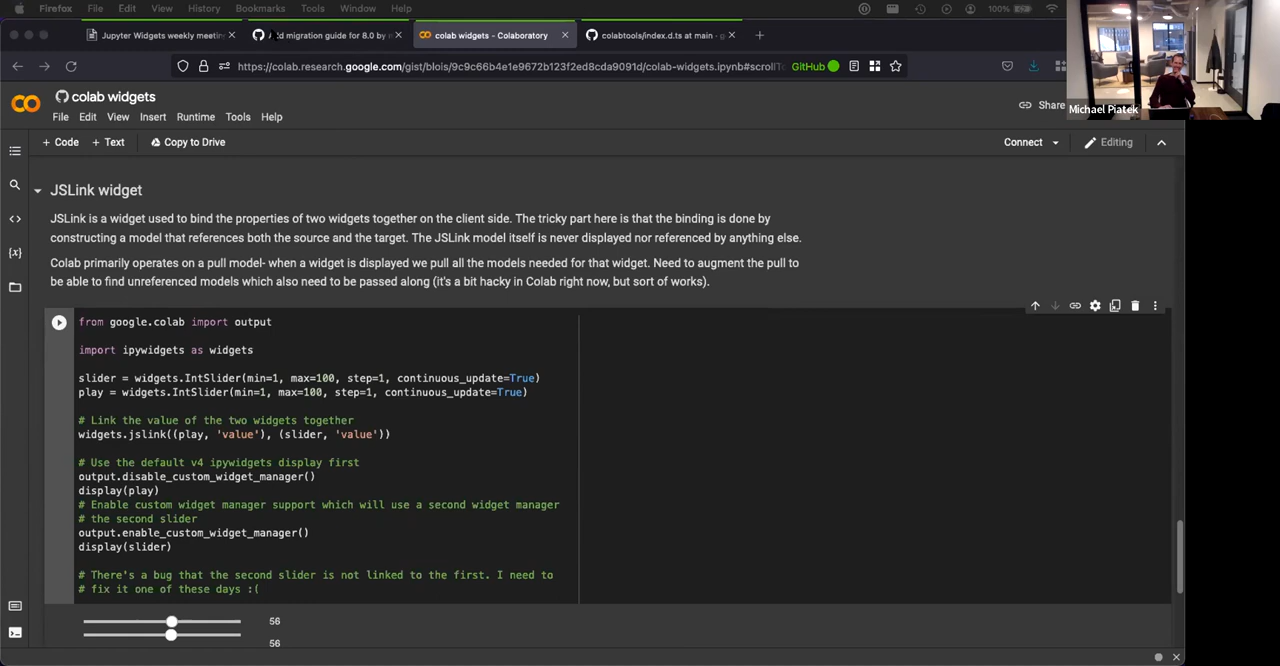 Firefox File Edit View History Bookmarks Tools Window Help 100%
Jupyter Widgets weekly meetin
d migration guide for 8.0 by
colab widgets - Colaboratory
colabtools/index.d.ts at main · g
https://colab.research.google.com/gist/blois/9c9c66b4e1e9672b123f2ed8cda9091d/colab-widgets.ipynb#scrollT
GitHub
Michael Piatek
colab widgets
Share
File Edit View Insert Runtime Tools Help
+ Code + Text Copy to Drive
Connect
Editing
JSLink widget
JSLink is a widget used to bind the properties of two widgets together on the client side. The tricky part here is that the binding is done by
constructing a model that references both the source and the target. The JSLink model itself is never displayed nor referenced by anything else.
Colab primarily operates on a pull model- when a widget is displayed we pull all the models needed for that widget. Need to augment the pull to
be able to find unreferenced models which also need to be passed along (it's a bit hacky in Colab right now, but sort of works).
from google.colab import output
import ipywidgets as widgets
slider = widgets.IntSlider(min=1, max=100, step=1, continuous_update=True)
play = widgets.IntSlider(min=1, max=100, step=1, continuous_update=True)
# Link the value of the two widgets together
widgets.jslink((play, 'value'), (slider, 'value'))
# Use the default v4 ipywidgets display first
output.disable_custom_widget_manager()
display(play)
# Enable custom widget manager support which will use a second widget manager
# the second slider
output.enable_custom_widget_manager()
display(slider)
# There's a bug that the second slider is not linked to the first. I need to
# fix it one of these days :(
56
56